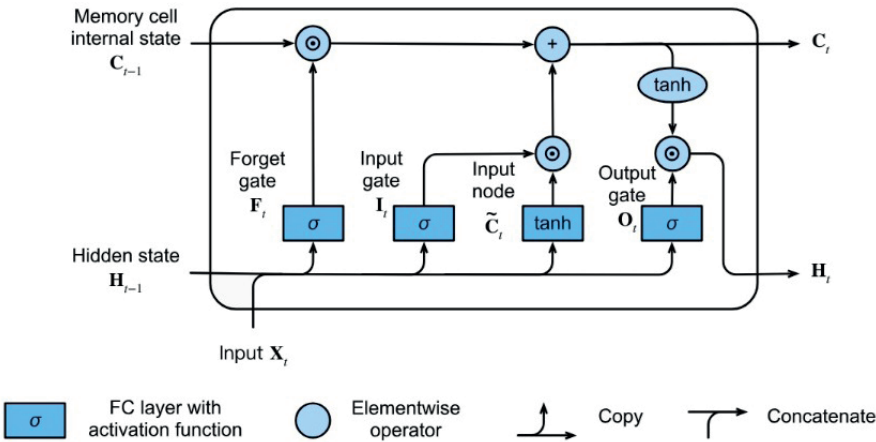 Memory cell
internal state
C_{t-1}
⊙
+
C_t
tanh
⊙
⊙
Forget
gate
F_t
Input
gate
I_t
Input
node
C̃_t
Output
gate
O_t
σ
σ
tanh
σ
Hidden state
H_{t-1}
H_t
Input X_t
σ
FC layer with
activation function
Elementwise
operator
Copy
Concatenate